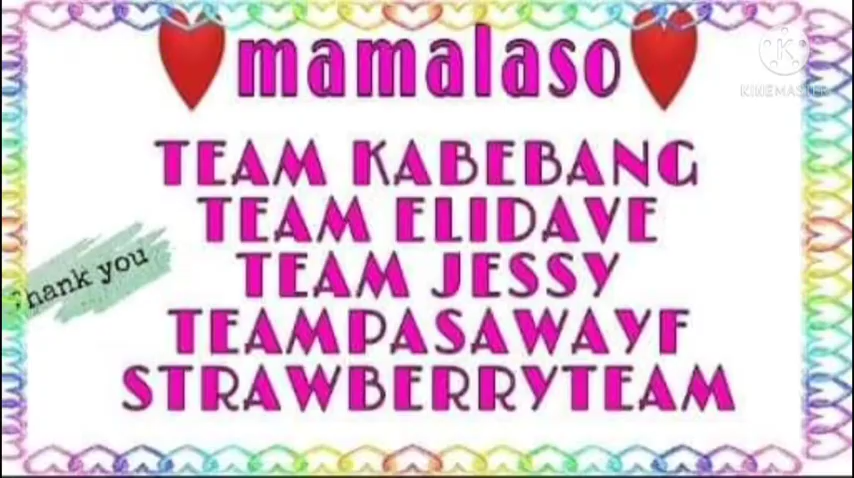 mamalaso
KINEMASTER
TEAM KABEBANG
TEAM ELIDAVE
TEAM JESSY
Thank you
TEAMPASAWAYF
STRAWBERRYTEAM